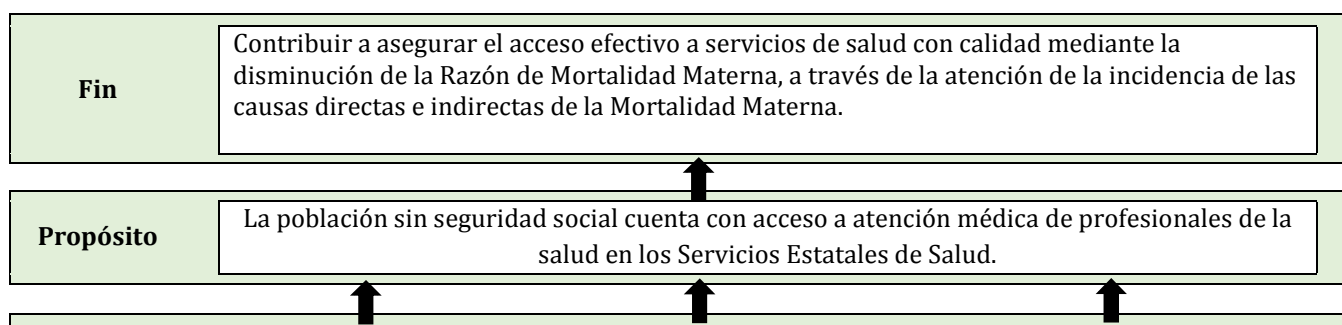 Fin
Contribuir a asegurar el acceso efectivo a servicios de salud con calidad mediante la
disminución de la Razón de Mortalidad Materna, a través de la atención de la incidencia de las
causas directas e indirectas de la Mortalidad Materna.
Propósito
La población sin seguridad social cuenta con acceso a atención médica de profesionales de la
salud en los Servicios Estatales de Salud.